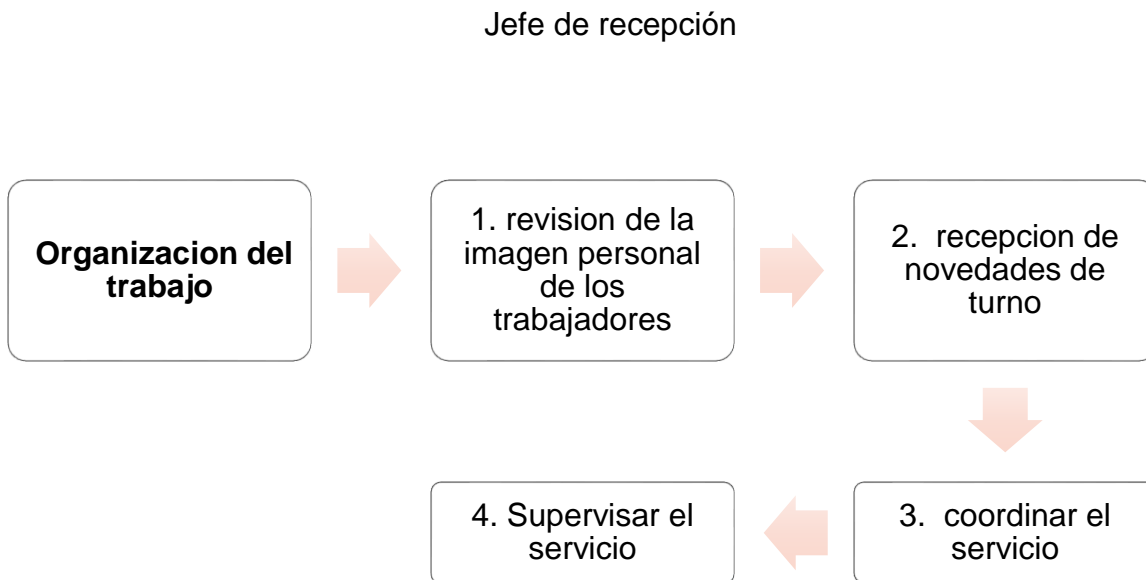 Jefe de recepción
Organizacion del
trabajo
1. revision de la
imagen personal
de los
trabajadores
2. recepcion de
novedades de
turno
3. coordinar el
servicio
4. Supervisar el
servicio